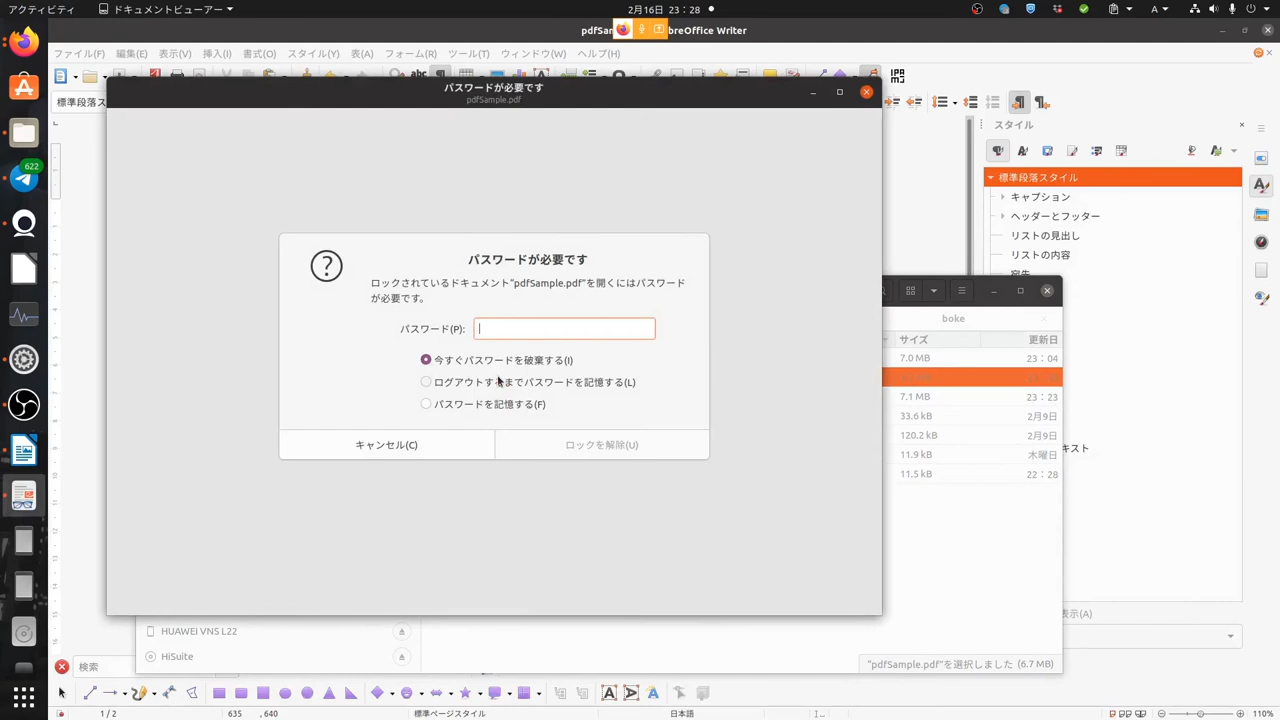 アクティビティ
ドキュメントビューアー
2月16日 23：28
A
pdfSam
breOffice Writer
ファイル(F) 編集(E) 表示(V) 挿入(I) 書式(O) スタイル(Y) フォーム(R) 表(A) ツール(T) ウィンドウ(W) ヘルプ(H)
標準段落ス
パスワードが必要です
pdfSample.pdf
パスワードが必要です
ロックされているドキュメント"pdfSample.pdf"を開くにはパスワード
が必要です。
パスワード(P):
今すぐパスワードを破棄する(I)
ログアウトするまでパスワードを記憶する(L)
パスワードを記憶する(F)
キャンセル(C)
ロックを解除(U)
スタイル
標準段落スタイル
キャプション
ヘッダーとフッター
リストの見出し
リストの内容
宛先
boke
サイズ 更新日
7.0 MB 23：04
7.1 MB 23：23
33.6 kB 2月9日
120.2 kB 2月9日
11.9 kB 木曜日
11.5 kB 22：28
キスト
表示(A)
622
HUAWEI VNS L22
HiSuite
"pdfSample.pdf"を選択しました (6.7 MB)
検索
1 / 2
635 , 640
標準ページスタイル
日本語
110%